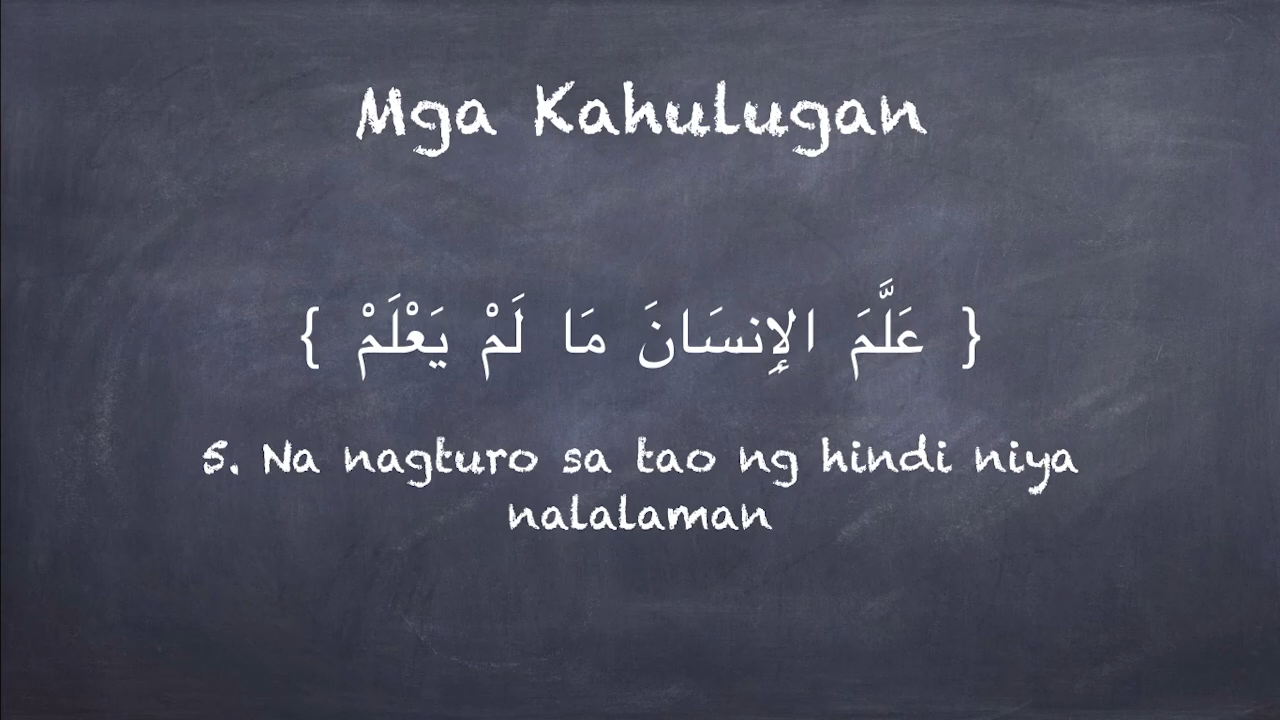 Mga Kahulugan
{ عَلَّمَ الإِنسَانَ مَا لَمْ يَعْلَمْ }
5. Na nagturo sa tao ng hindi niya
nalalaman